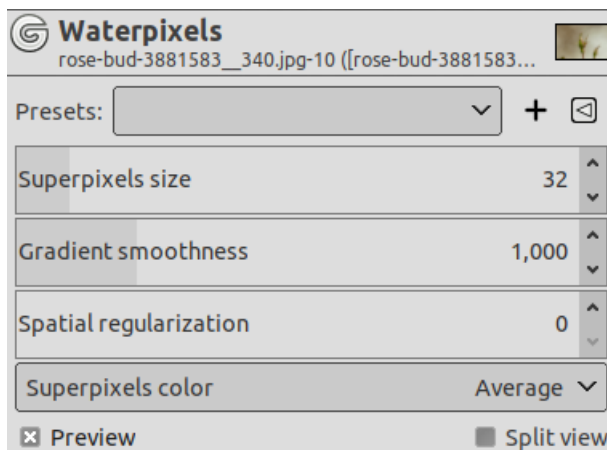 Waterpixels
rose-bud-3881583__340.jpg-10 ([rose-bud-3881583...
Presets:
Superpixels size 32
Gradient smoothness 1,000
Spatial regularization 0
Superpixels color Average
Preview Split view